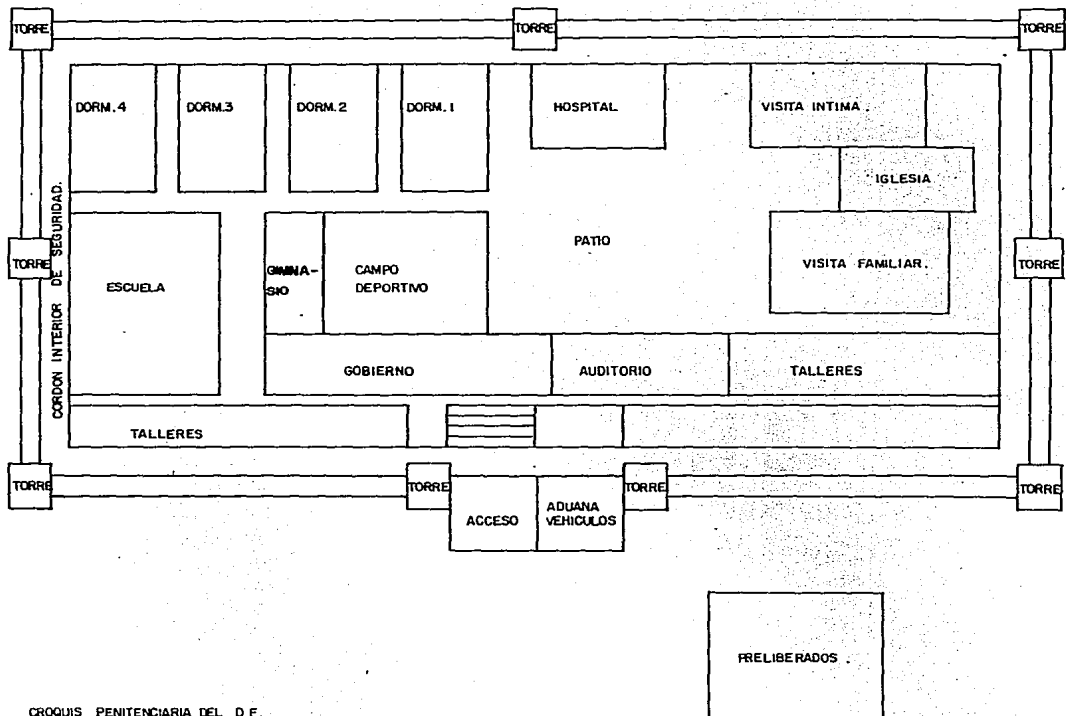 TORRE
TORRE
TORRE
DORM. 4
DORM. 3
DORM. 2
DORM. 1
HOSPITAL
VISITA INTIMA.
IGLESIA
CORDON INTERIOR DE SEGURIDAD.
TORRE
ESCUELA
GIMNA-
SIO
CAMPO
DEPORTIVO
PATIO
VISITA FAMILIAR.
TORRE
GOBIERNO
AUDITORIO
TALLERES
TALLERES
TORRE
TORRE
ACCESO
ADUANA
VEHICULOS
TORRE
TORRE
PRELIBERADOS.
CROQUIS PENITENCIARIA DEL D.F.